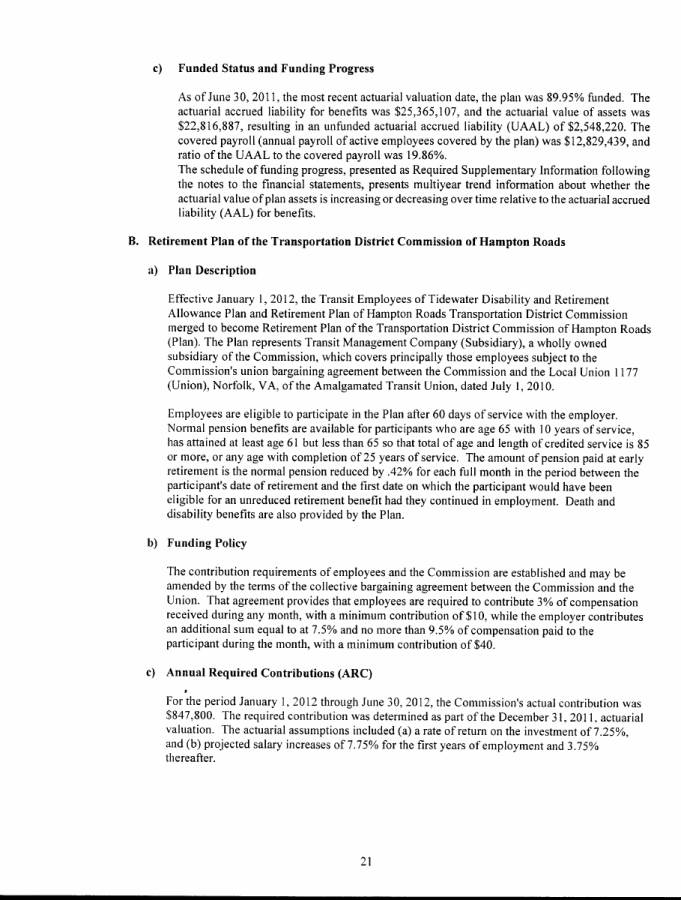 c) Funded Status and Funding Progress
As of June 30, 2011, the most recent actuarial valuation date, the plan was 89.95% funded. The
actuarial accrued liability for benefits was $25,365,107, and the actuarial value of assets was
$22,816,887, resulting in an unfunded actuarial accrued liability (UAAL) of $2,548,220. The
covered payroll (annual payroll of active employees covered by the plan) was $12,829,439, and
ratio of the UAAL to the covered payroll was 19.86%.
The schedule of funding progress, presented as Required Supplementary Information following
the notes to the financial statements, presents multiyear trend information about whether the
actuarial value of plan assets is increasing or decreasing over time relative to the actuarial accrued
liability (AAL) for benefits.
B. Retirement Plan of the Transportation District Commission of Hampton Roads
a) Plan Description
Effective January 1, 2012, the Transit Employees of Tidewater Disability and Retirement
Allowance Plan and Retirement Plan of Hampton Roads Transportation District Commission
merged to become Retirement Plan of the Transportation District Commission of Hampton Roads
(Plan). The Plan represents Transit Management Company (Subsidiary), a wholly owned
subsidiary of the Commission, which covers principally those employees subject to the
Commission's union bargaining agreement between the Commission and the Local Union 1177
(Union), Norfolk, VA, of the Amalgamated Transit Union, dated July 1, 2010.
Employees are eligible to participate in the Plan after 60 days of service with the employer.
Normal pension benefits are available for participants who are age 65 with 10 years of service,
has attained at least age 61 but less than 65 so that total of age and length of credited service is 85
or more, or any age with completion of 25 years of service. The amount of pension paid at early
retirement is the normal pension reduced by .42% for each full month in the period between the
participant's date of retirement and the first date on which the participant would have been
eligible for an unreduced retirement benefit had they continued in employment. Death and
disability benefits are also provided by the Plan.
b) Funding Policy
The contribution requirements of employees and the Commission are established and may be
amended by the terms of the collective bargaining agreement between the Commission and the
Union. That agreement provides that employees are required to contribute 3% of compensation
received during any month, with a minimum contribution of $10, while the employer contributes
an additional sum equal to at 7.5% and no more than 9.5% of compensation paid to the
participant during the month, with a minimum contribution of $40.
c) Annual Required Contributions (ARC)
For the period January 1, 2012 through June 30, 2012, the Commission's actual contribution was
$847,800. The required contribution was determined as part of the December 31, 2011, actuarial
valuation. The actuarial assumptions included (a) a rate of return on the investment of 7.25%,
and (b) projected salary increases of 7.75% for the first years of employment and 3.75%
thereafter.
21